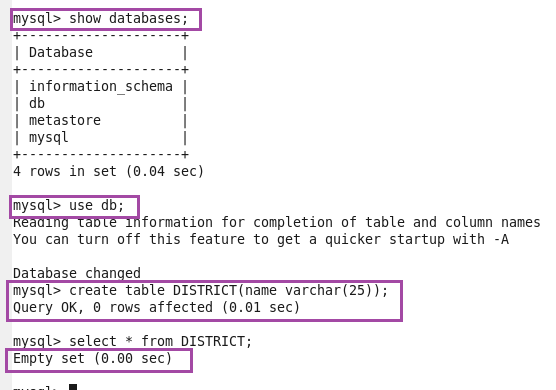 mysql> show databases;
+--------------------+
| Database           |
+--------------------+
| information_schema |
| db                 |
| metastore          |
| mysql              |
+--------------------+
4 rows in set (0.04 sec)
mysql> use db;
Reading table information for completion of table and column names
You can turn off this feature to get a quicker startup with -A
Database changed
mysql> create table DISTRICT(name varchar(25));
Query OK, 0 rows affected (0.01 sec)
mysql> select * from DISTRICT;
Empty set (0.00 sec)
mysql>